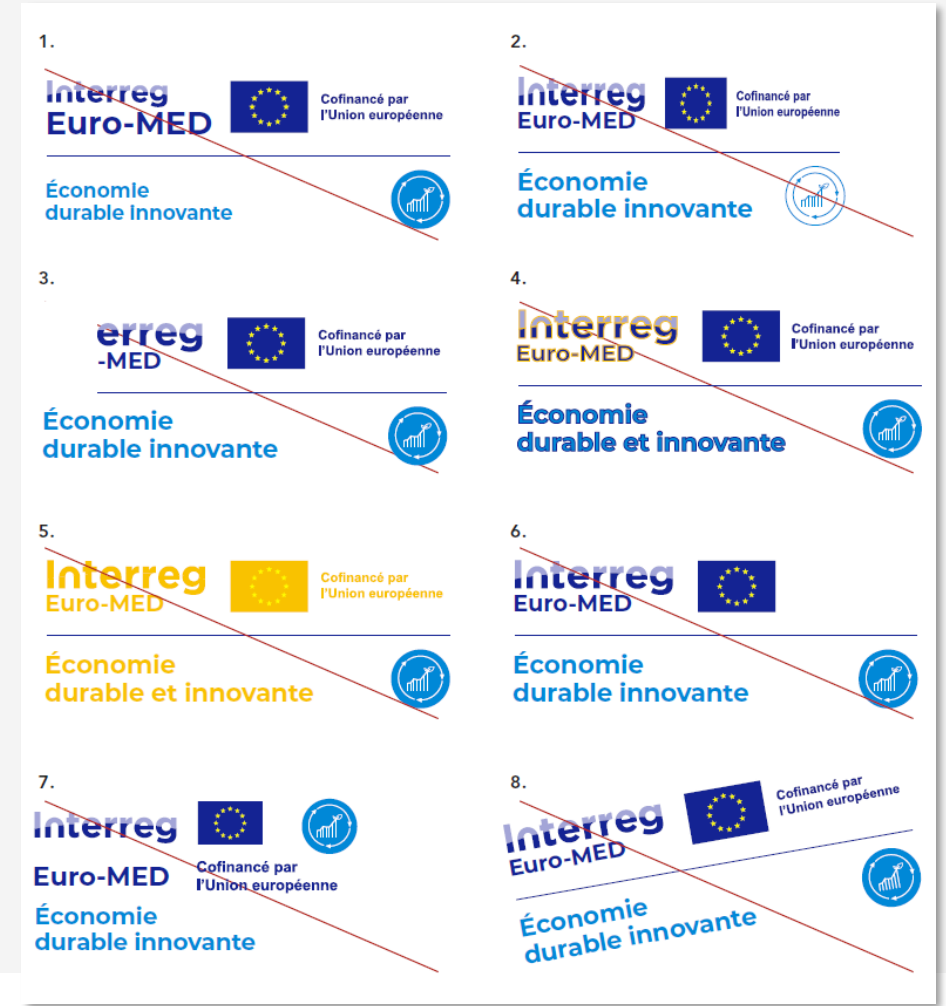 1.
Interreg
Euro-MED
Cofinancé par
l'Union européenne
Économie
durable innovante
2.
Interreg
Euro-MED
Cofinancé par
l'Union européenne
Économie
durable innovante
3.
erreg
-MED
Cofinancé par
l'Union européenne
Économie
durable innovante
4.
Interreg
Euro-MED
Cofinancé par
l'Union européenne
Économie
durable et innovante
5.
Interreg
Euro-MED
Cofinancé par
l'Union européenne
Économie
durable et innovante
6.
Interreg
Euro-MED
Économie
durable innovante
7.
Interreg
Euro-MED
Cofinancé par
l'Union européenne
Économie
durable innovante
8.
Interreg
Euro-MED
Cofinancé par
l'Union européenne
Économie
durable innovante